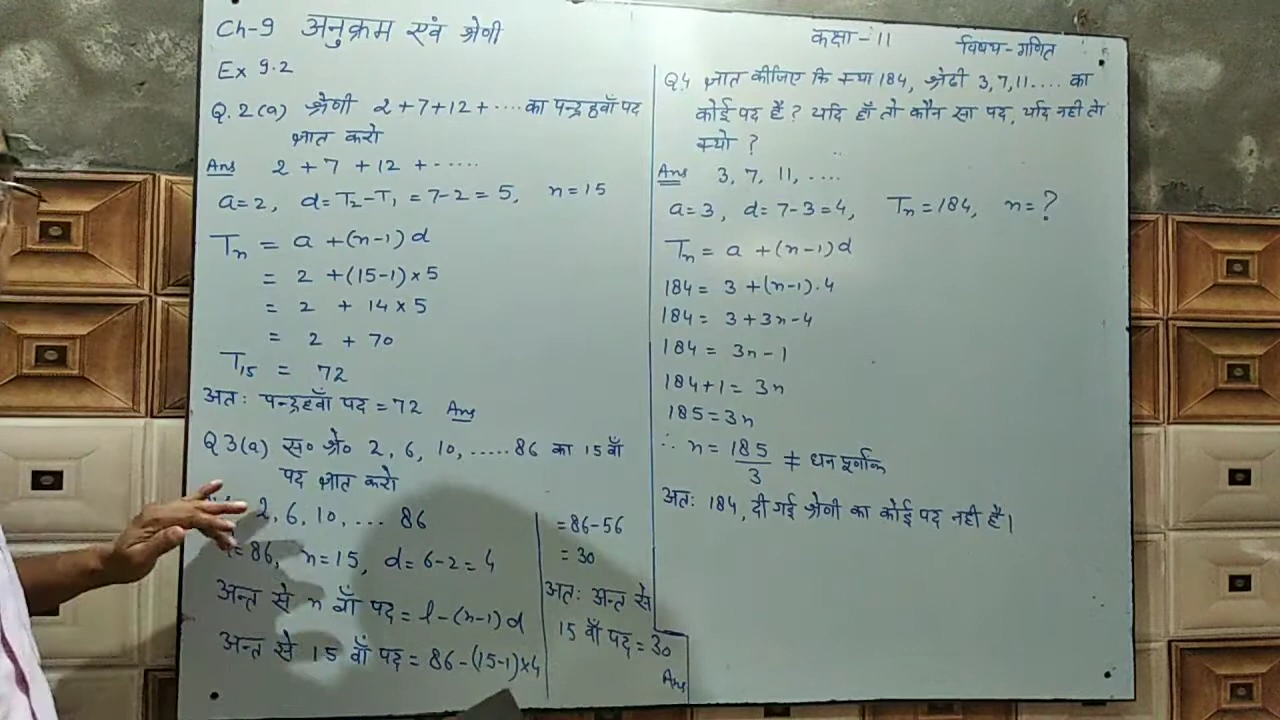 Ch-9 अनुक्रम एवं श्रेणी
कक्षा-11 विषय-गणित
Ex 9.2
Q.2(a) श्रेणी 2+7+12+.... का पन्द्रहवाँ पद
ज्ञात करो
Ans 2+7+12+.....
a=2, d=T₂-T₁=7-2=5, n=15
Tₙ = a+(n-1)d
= 2+(15-1)×5
= 2 + 14×5
= 2 + 70
T₁₅ = 72
अतः पन्द्रहवाँ पद = 72 Ans
Q3(a) स० श्रे० 2, 6, 10, .....86 का 15वाँ
पद ज्ञात करो
2, 6, 10, ... 86
= 86, n=15, d=6-2=4
अन्त से n वाँ पद = l-(n-1)d
अन्त से 15 वाँ पद = 86-(15-1)×4
= 86-56
= 30
अतः अन्त से
15 वाँ पद = 30
Ans
Q.4 ज्ञात कीजिए कि क्या 184, श्रेढी 3,7,11.... का
कोई पद है? यदि हाँ तो कौन सा पद, यदि नही तो
क्यो ?
Ans 3, 7, 11, ....
a=3, d=7-3=4, Tₙ=184, n=?
Tₙ = a+(n-1)d
184 = 3+(n-1).4
184 = 3+3n-4
184 = 3n-1
184+1 = 3n
185 = 3n
∴ n = 185/3 ≠ धन पूर्णांक
अतः 184, दी गई श्रेणी का कोई पद नही है।